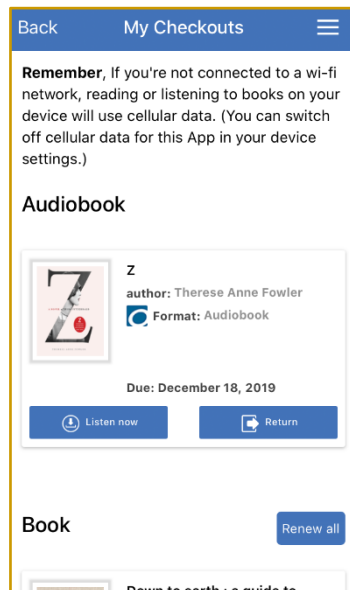 Back My Checkouts
Remember, If you're not connected to a wi-fi
network, reading or listening to books on your
device will use cellular data. (You can switch
off cellular data for this App in your device
settings.)
Audiobook
Z
Z
author: Therese Anne Fowler
Format: Audiobook
Due: December 18, 2019
Listen now
Return
Book
Renew all
Down to earth : a guide to